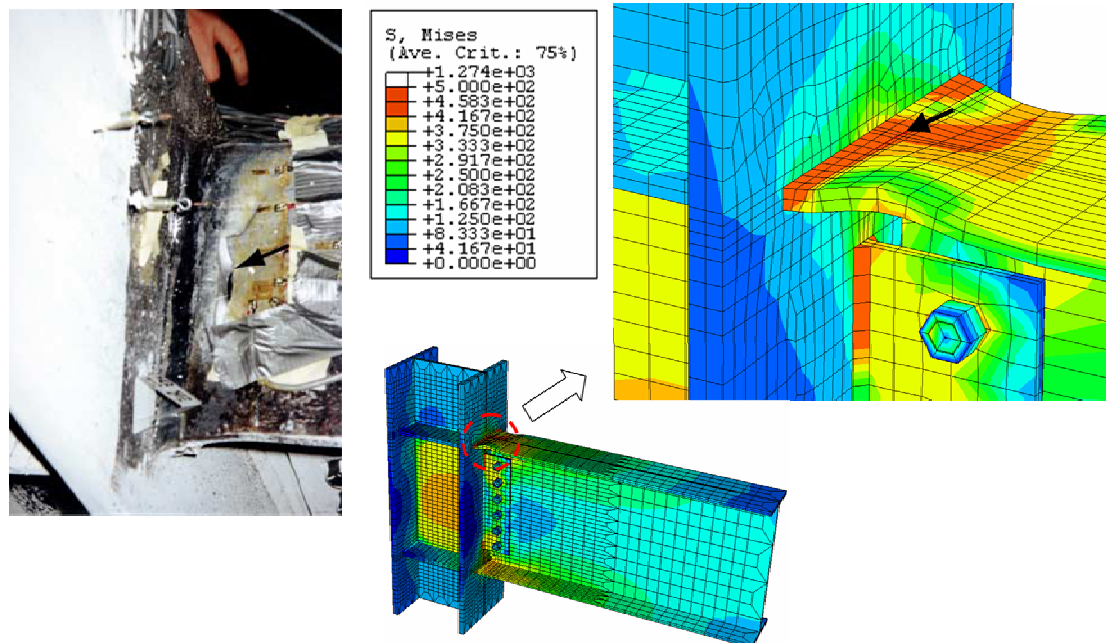 S, Mises
(Ave. Crit.: 75%)
+1.274e+03
+5.000e+02
+4.583e+02
+4.167e+02
+3.750e+02
+3.333e+02
+2.917e+02
+2.500e+02
+2.083e+02
+1.667e+02
+1.250e+02
+8.333e+01
+4.167e+01
+0.000e+00